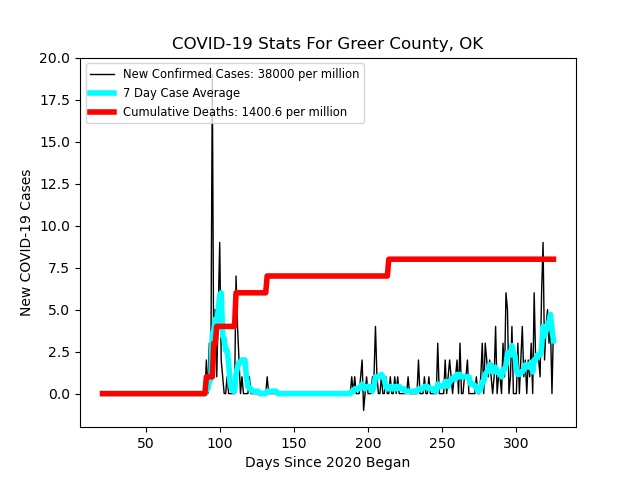 COVID-19 Stats For Greer County, OK
New Confirmed Cases: 38000 per million
7 Day Case Average
Cumulative Deaths: 1400.6 per million
New COVID-19 Cases
20.0
17.5
15.0
12.5
10.0
7.5
5.0
2.5
0.0
50 100 150 200 250 300
Days Since 2020 Began